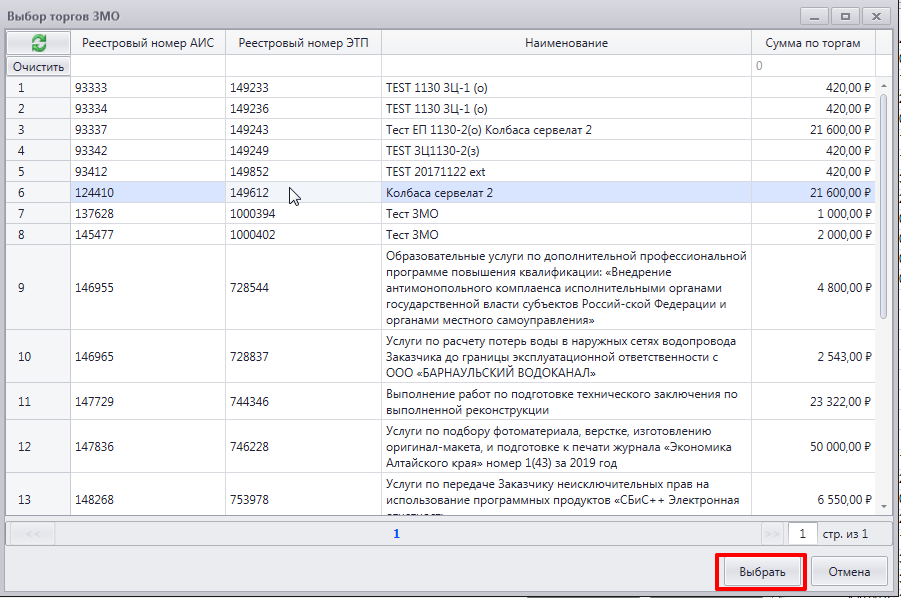 Выбор торгов ЗМО
Реестровый номер АИС Реестровый номер ЭТП Наименование Сумма по торгам
Очистить 0
1 93333 149233 TEST 1130 ЗЦ-1 (о) 420,00 ₽
2 93334 149236 TEST 1130 ЗЦ-1 (о) 420,00 ₽
3 93337 149243 Тест ЕП 1130-2(о) Колбаса сервелат 2 21 600,00 ₽
4 93342 149249 TEST ЗЦ1130-2(з) 420,00 ₽
5 93412 149852 TEST 20171122 ext 420,00 ₽
6 124410 149612 Колбаса сервелат 2 21 600,00 ₽
7 137628 1000394 Тест ЗМО 1 000,00 ₽
8 145477 1000402 Тест ЗМО 2 000,00 ₽
Образовательные услуги по дополнительной профессиональной
программе повышения квалификации: «Внедрение
9 146955 728544 антимонопольного комплаенса исполнительными органами 4 800,00 ₽
государственной власти субъектов Россий-ской Федерации и
органами местного самоуправления»
Услуги по расчету потерь воды в наружных сетях водопровода
10 146965 728837 Заказчика до границы эксплуатационной ответственности с 2 543,00 ₽
ООО «БАРНАУЛЬСКИЙ ВОДОКАНАЛ»
Выполнение работ по подготовке технического заключения по
11 147729 744346 выполненной реконструкции 23 322,00 ₽
Услуги по подбору фотоматериала, верстке, изготовлению
12 147836 746228 оригинал-макета, и подготовке к печати журнала «Экономика 50 000,00 ₽
Алтайского края» номер 1(43) за 2019 год
Услуги по передаче Заказчику неисключительных прав на
13 148268 753978 использование программных продуктов «СБиС++ Электронная 6 550,00 ₽
<< 1 >> 1 стр. из 1
Выбрать Отмена